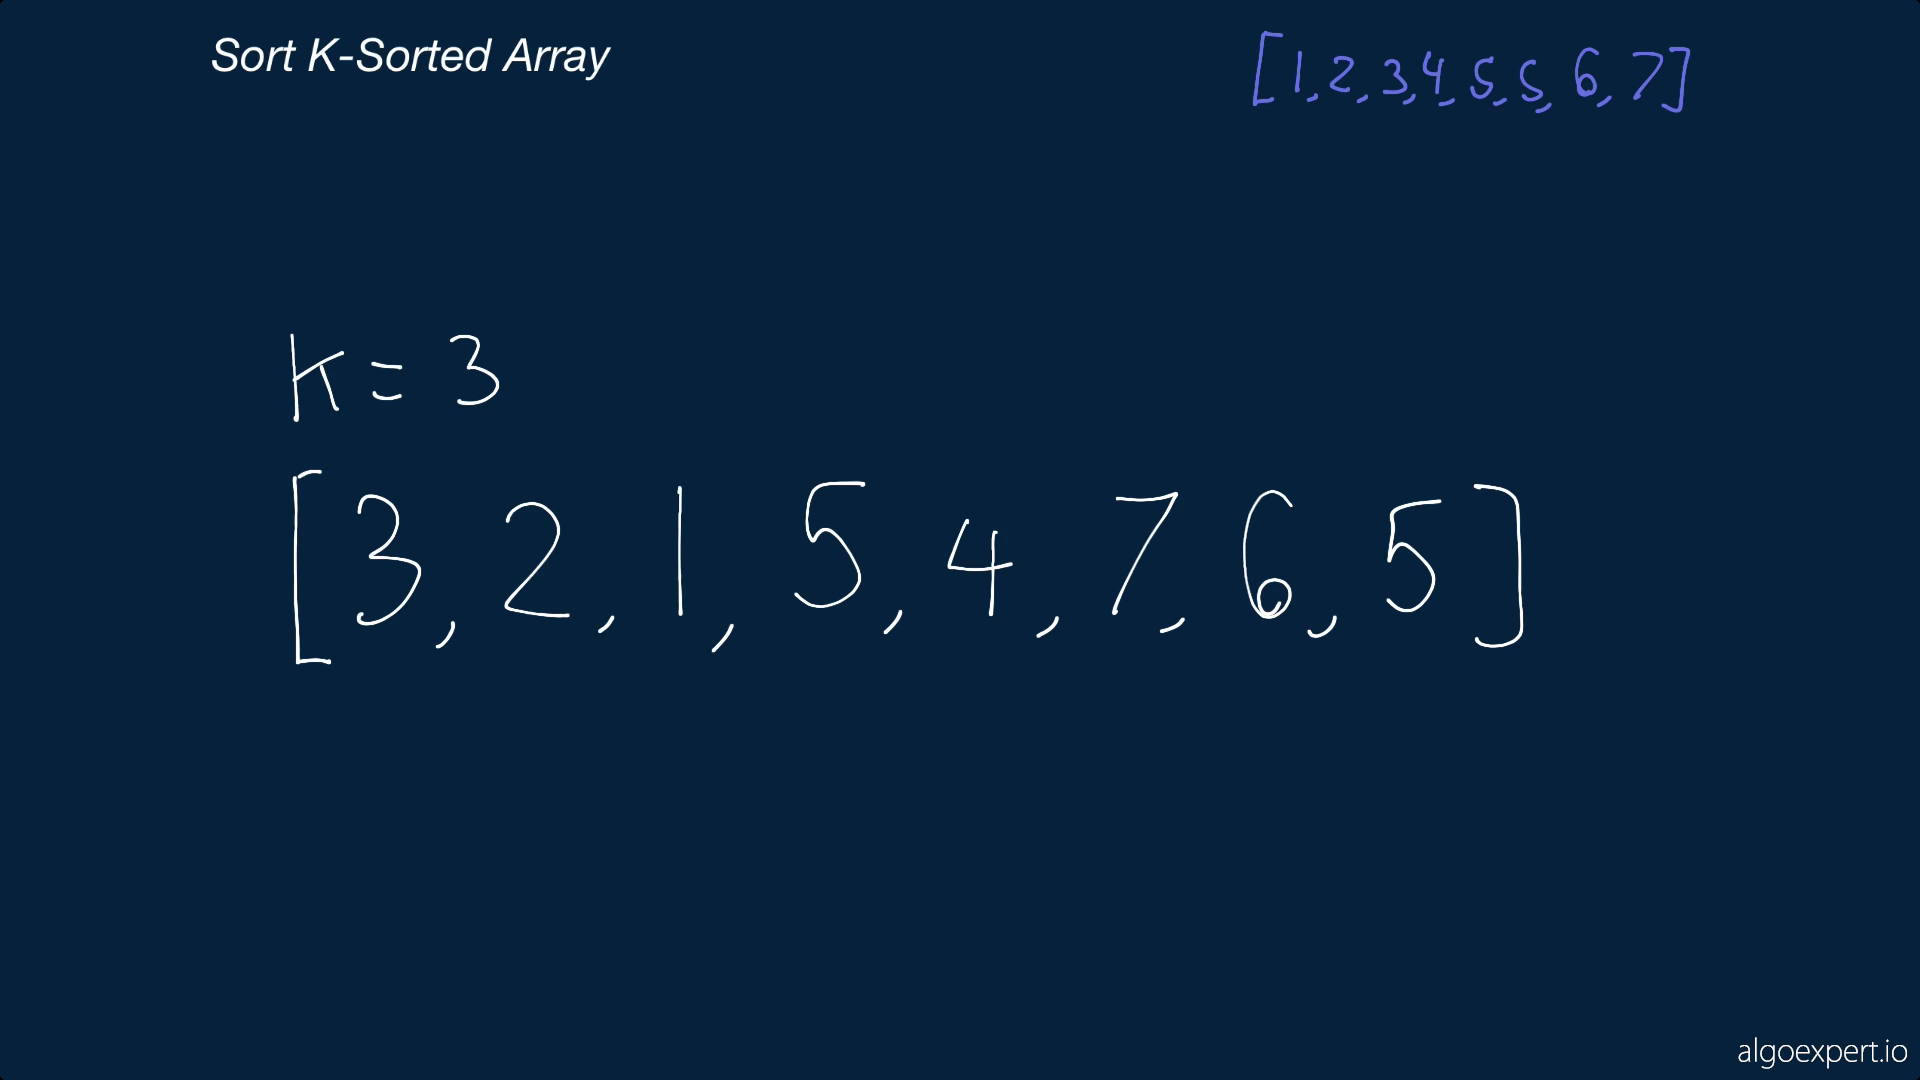 Sort K-Sorted Array
[1, 2, 3, 4, 5, 5, 6, 7]
K = 3
[3, 2, 1, 5, 4, 7, 6, 5]
algoexpert.io